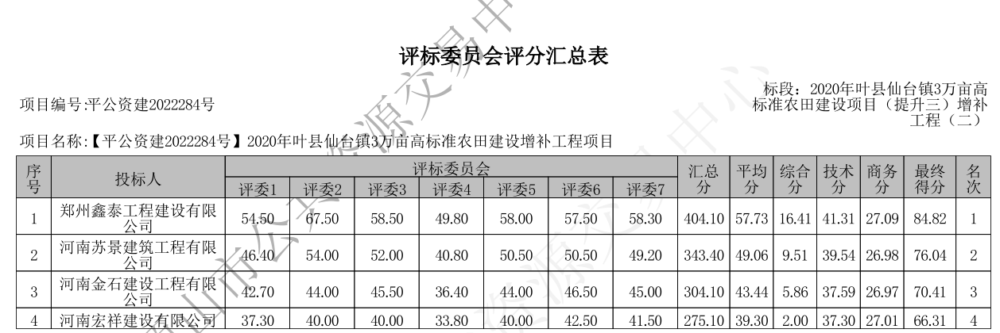 评标委员会评分汇总表
项目编号:平公资建2022284号
标段：2020年叶县仙台镇3万亩高
标准农田建设项目（提升三）增补
工程（二）
项目名称:【平公资建2022284号】2020年叶县仙台镇3万亩高标准农田建设增补工程项目
序号 投标人 评标委员会 汇总分 平均分 综合分 技术分 商务分 最终得分 名次
评委1 评委2 评委3 评委4 评委5 评委6 评委7
1 郑州鑫泰工程建设有限公司 54.50 67.50 58.50 49.80 58.00 57.50 58.30 404.10 57.73 16.41 41.31 27.09 84.82 1
2 河南苏景建筑工程有限公司 46.40 54.00 52.00 40.80 50.50 50.50 49.20 343.40 49.06 9.51 39.54 26.98 76.04 2
3 河南金石建设工程有限公司 42.70 44.00 45.50 36.40 44.00 46.50 45.00 304.10 43.44 5.86 37.59 26.97 70.41 3
4 河南宏祥建设有限公司 37.30 40.00 40.00 33.80 40.00 42.50 41.50 275.10 39.30 2.00 37.30 27.01 66.31 4
山市公共资源交易中
资源交易中心